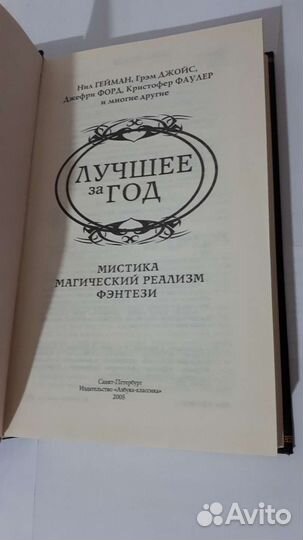 Нил ГЕЙМАН, Грэм ДЖОЙС,
Джефри ФОРД, Кристофер ФАУЛЕР
и многие другие
ЛУЧШЕЕ
за ГОД
МИСТИКА
МАГИЧЕСКИЙ РЕАЛИЗМ
ФЭНТЕЗИ
Санкт-Петербург
Издательство «Азбука-классика»
2005
Avito